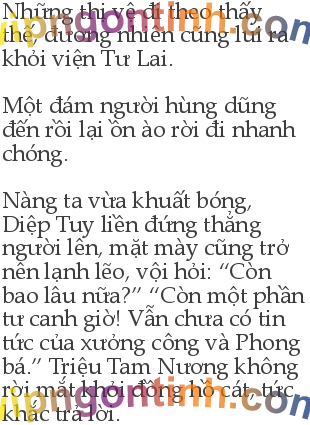 Những thị vệ đi theo thấy
thế, đương nhiên cũng lui ra
khỏi viện Tư Lai.
Một đám người hùng dũng
đến rồi lại ồn ào rời đi nhanh
chóng.
Nàng ta vừa khuất bóng,
Diệp Tuy liền đứng thẳng
người lên, mặt mày cũng trở
nên lạnh lẽo, vội hỏi: “Còn
bao lâu nữa?” “Còn một phần
tư canh giờ! Vẫn chưa có tin
tức của xưởng công và Phong
bá.” Triệu Tam Nương không
rời mắt khỏi đồng hồ cát, tức
khắc trả lời.